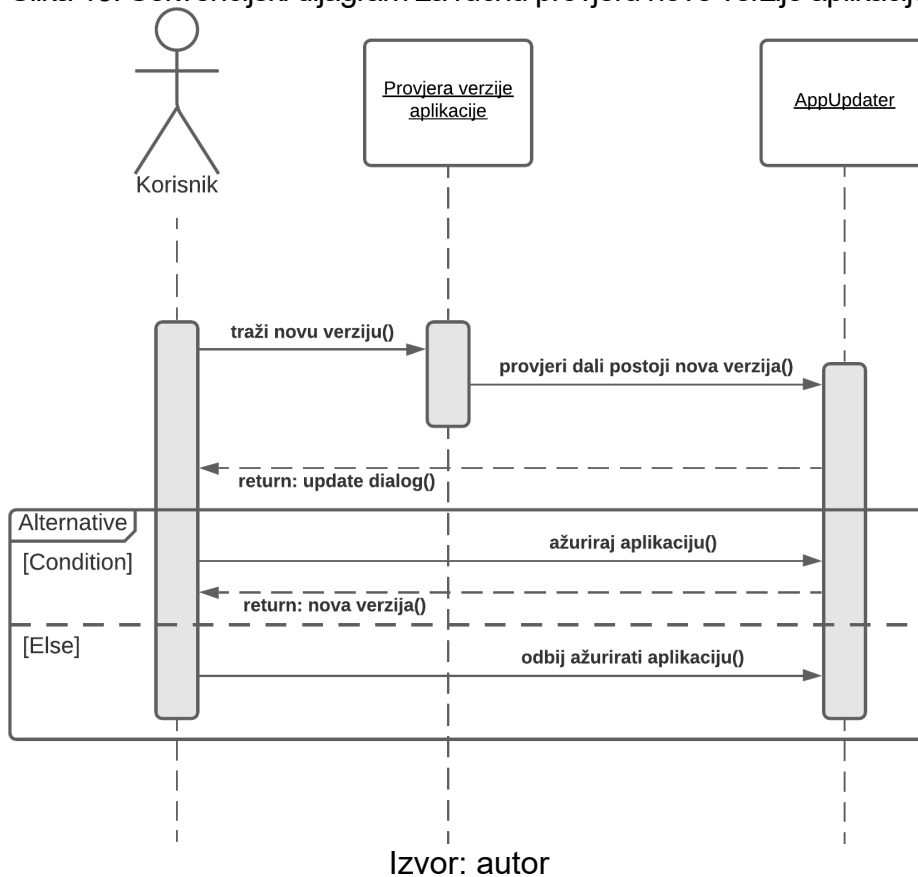 Provjera verzije
aplikacije
AppUpdater
Korisnik
traži novu verziju()
provjeri dali postoji nova verzija()
return: update dialog()
Alternative
[Condition]
ažuriraj aplikaciju()
return: nova verzija()
[Else]
odbij ažurirati aplikaciju()
Izvor: autor